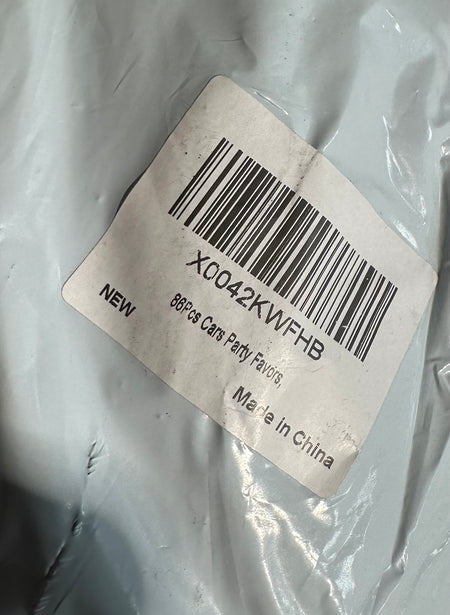 X0042KWFHB
86Pcs Cars Party Favors,
NEW
Made in China